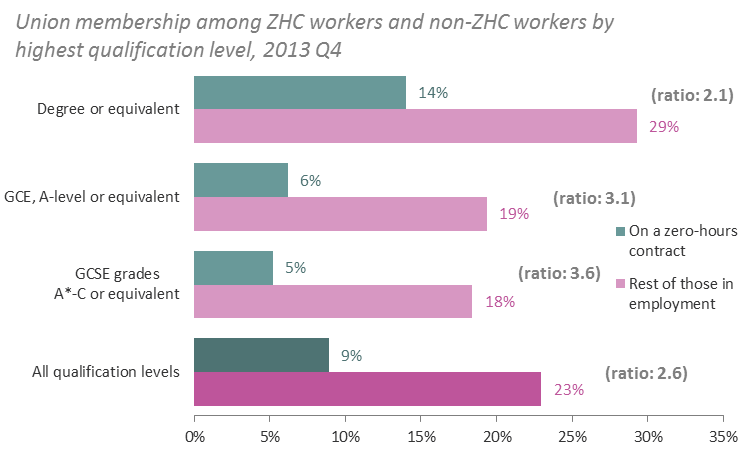 Union membership among ZHC workers and non-ZHC workers by
highest qualification level, 2013 Q4
Degree or equivalent
14%
(ratio: 2.1)
29%
GCE, A-level or equivalent
6%
(ratio: 3.1)
19%
On a zero-hours
contract
GCSE grades
A*-C or equivalent
5%
(ratio: 3.6)
18%
Rest of those in
employment
All qualification levels
9%
(ratio: 2.6)
23%
0% 5% 10% 15% 20% 25% 30% 35%